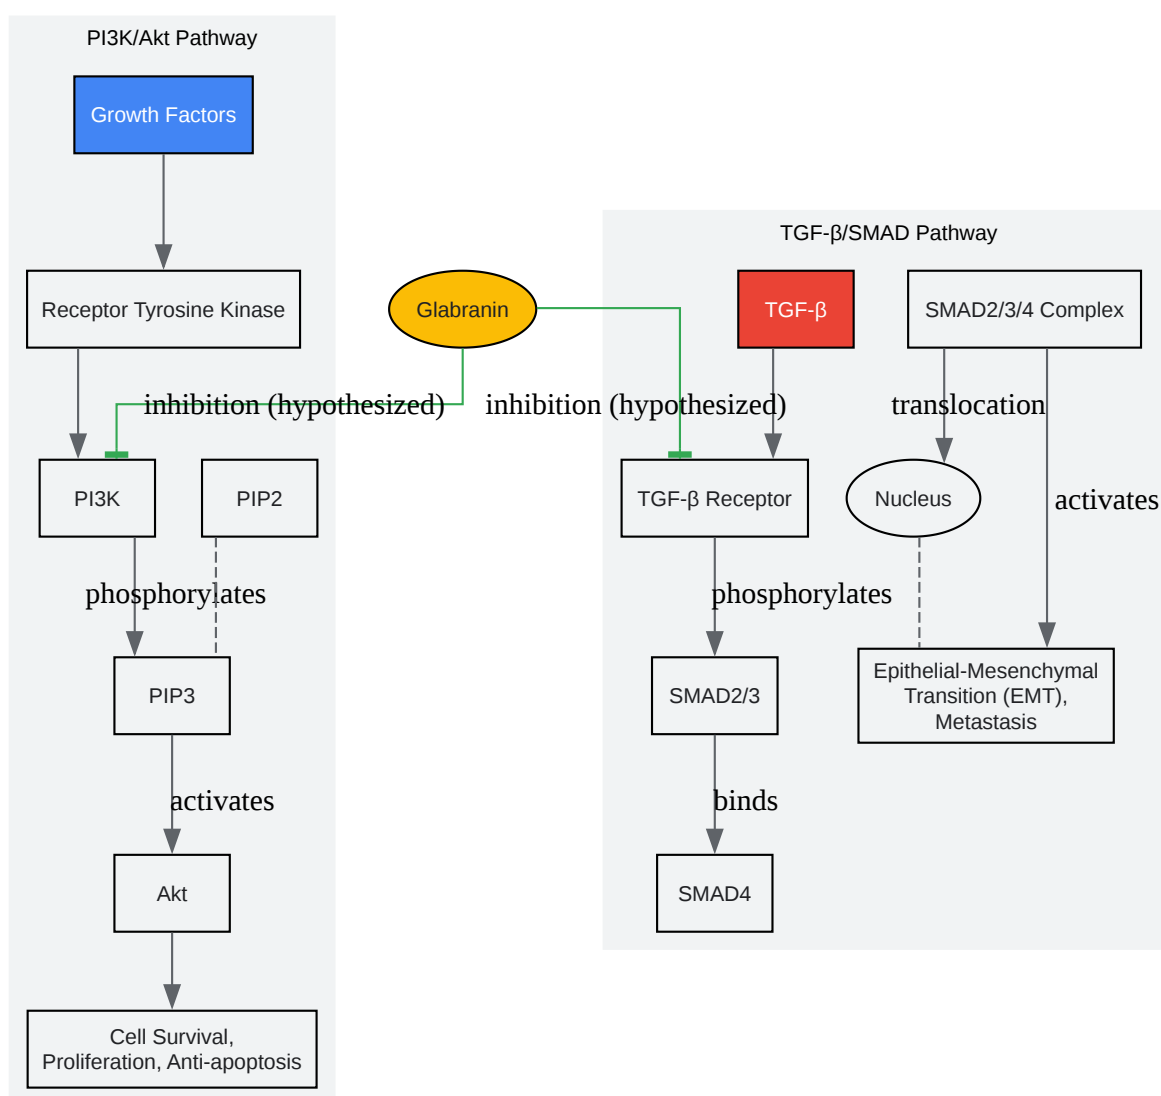 PI3K/Akt Pathway
Growth Factors
Receptor Tyrosine Kinase
Glabranin
inhibition (hypothesized)
inhibition (hypothesized)
PI3K
PIP2
phosphorylates
PIP3
activates
Akt
Cell Survival,
Proliferation, Anti-apoptosis
TGF-β/SMAD Pathway
TGF-β
SMAD2/3/4 Complex
translocation
TGF-β Receptor
Nucleus
activates
phosphorylates
SMAD2/3
Epithelial-Mesenchymal
Transition (EMT),
Metastasis
binds
SMAD4